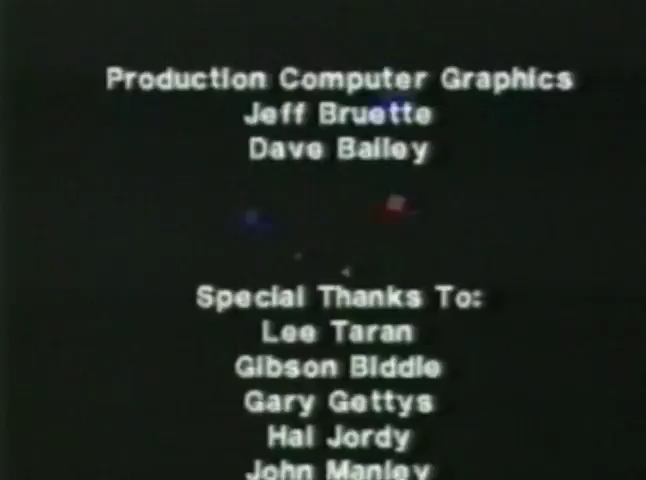 Production Computer Graphics
Jeff Bruette
Dave Bailey
Special Thanks To:
Lee Taran
Gibson Biddle
Gary Gettys
Hal Jordy
John Manley